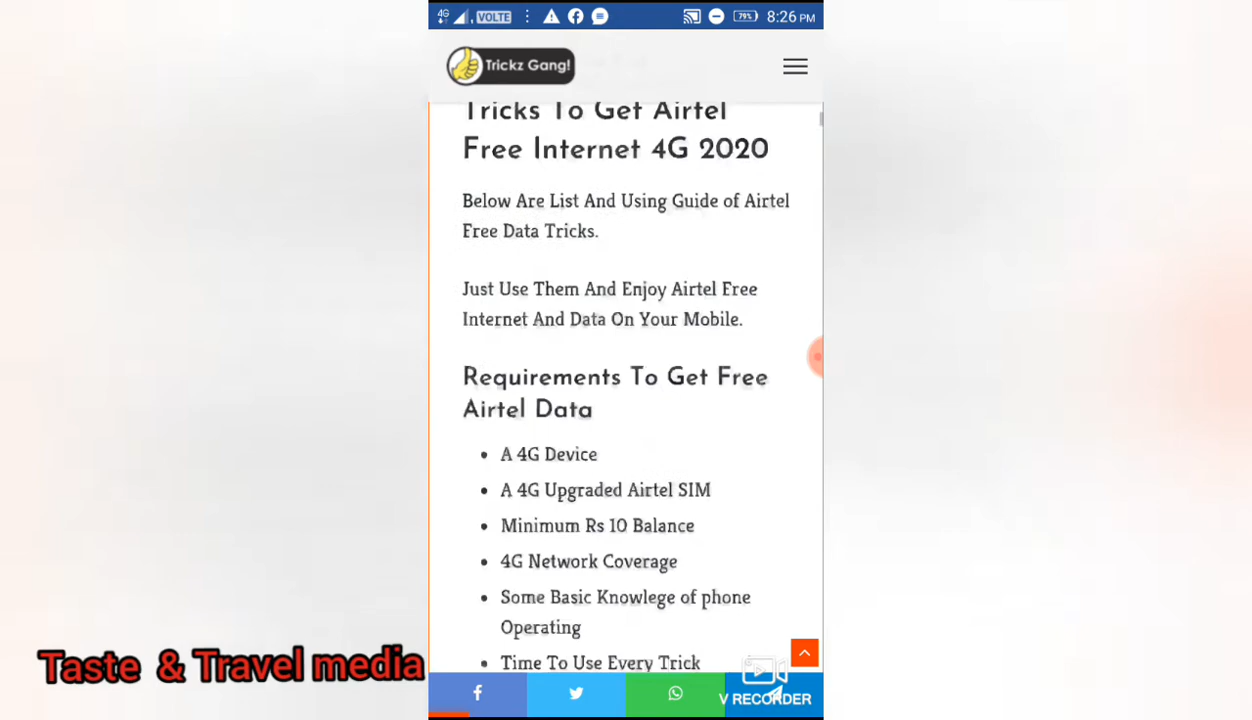 4G VOLTE 79% 8:26 PM
Trickz Gang!
Tricks To Get Airtel
Free Internet 4G 2020
Below Are List And Using Guide of Airtel
Free Data Tricks.
Just Use Them And Enjoy Airtel Free
Internet And Data On Your Mobile.
Requirements To Get Free
Airtel Data
A 4G Device
A 4G Upgraded Airtel SIM
Minimum Rs 10 Balance
4G Network Coverage
Some Basic Knowlege of phone
Operating
Time To Use Every Trick
Taste & Travel media
V RECORDER